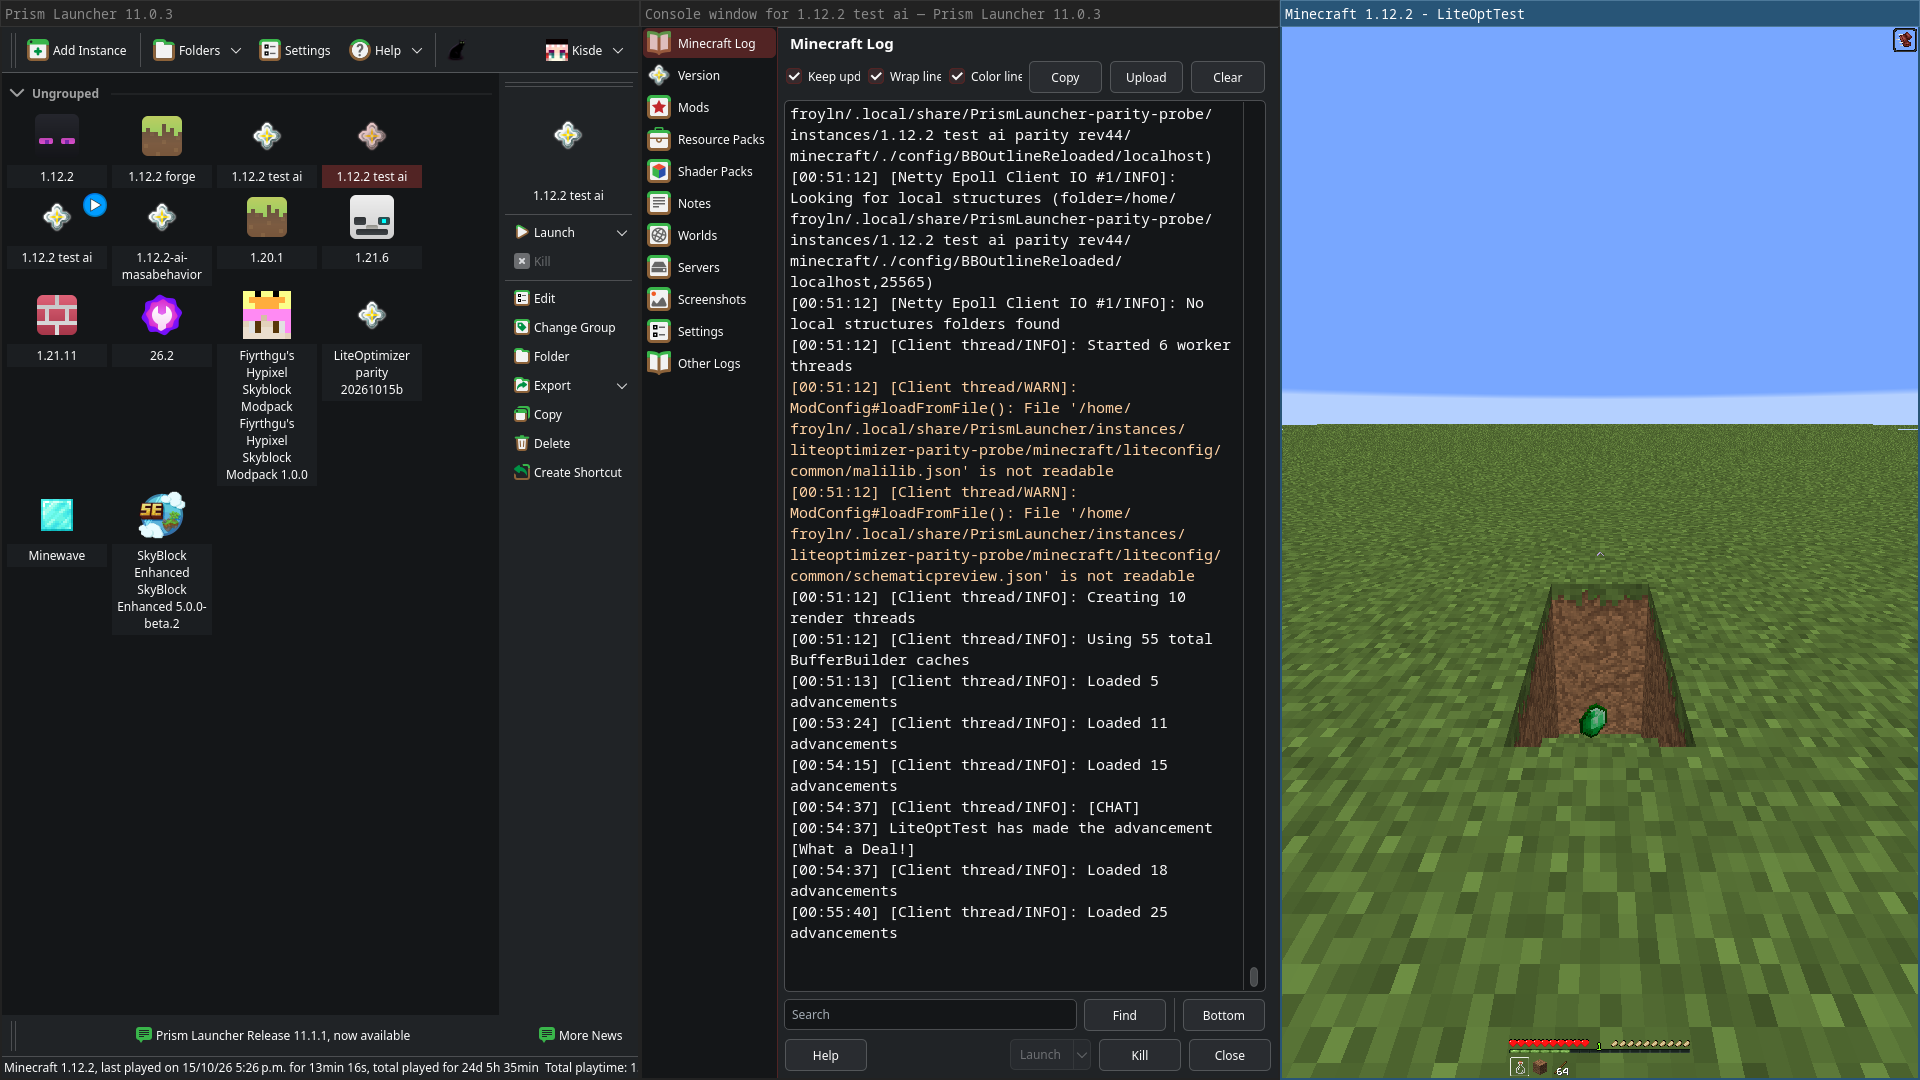 Prism Launcher 11.0.3
Add Instance
Folders
Settings
Help
Kisde
Ungrouped
1.12.2
1.12.2 forge
1.12.2 test ai
1.12.2 test ai
1.12.2 test ai
1.12.2-ai-
masabehavior
1.20.1
1.21.6
1.21.11
26.2
Fiyrthgu's
Hypixel
Skyblock
Modpack
Fiyrthgu's
Hypixel
Skyblock
Modpack 1.0.0
LiteOptimizer
parity
20261015b
Minewave
SkyBlock
Enhanced
SkyBlock
Enhanced 5.0.0-
beta.2
1.12.2 test ai
Launch
Kill
Edit
Change Group
Folder
Export
Copy
Delete
Create Shortcut
Prism Launcher Release 11.1.1, now available
More News
Minecraft 1.12.2, last played on 15/10/26 5:26 p.m. for 13min 16s, total played for 24d 5h 35min Total playtime: 1
Console window for 1.12.2 test ai — Prism Launcher 11.0.3
Minecraft Log
Version
Mods
Resource Packs
Shader Packs
Notes
Worlds
Servers
Screenshots
Settings
Other Logs
Minecraft Log
Keep upd
Wrap line
Color line
Copy
Upload
Clear
froyln/.local/share/PrismLauncher-parity-probe/
instances/1.12.2 test ai parity rev44/
minecraft/./config/BBOutlineReloaded/localhost)
[00:51:12] [Netty Epoll Client IO #1/INFO]:
Looking for local structures (folder=/home/
froyln/.local/share/PrismLauncher-parity-probe/
instances/1.12.2 test ai parity rev44/
minecraft/./config/BBOutlineReloaded/
localhost,25565)
[00:51:12] [Netty Epoll Client IO #1/INFO]: No
local structures folders found
[00:51:12] [Client thread/INFO]: Started 6 worker
threads
[00:51:12] [Client thread/WARN]:
ModConfig#loadFromFile(): File '/home/
froyln/.local/share/PrismLauncher/instances/
liteoptimizer-parity-probe/minecraft/liteconfig/
common/malilib.json' is not readable
[00:51:12] [Client thread/WARN]:
ModConfig#loadFromFile(): File '/home/
froyln/.local/share/PrismLauncher/instances/
liteoptimizer-parity-probe/minecraft/liteconfig/
common/schematicpreview.json' is not readable
[00:51:12] [Client thread/INFO]: Creating 10
render threads
[00:51:12] [Client thread/INFO]: Using 55 total
BufferBuilder caches
[00:51:13] [Client thread/INFO]: Loaded 5
advancements
[00:53:24] [Client thread/INFO]: Loaded 11
advancements
[00:54:15] [Client thread/INFO]: Loaded 15
advancements
[00:54:37] [Client thread/INFO]: [CHAT]
[00:54:37] LiteOptTest has made the advancement
[What a Deal!]
[00:54:37] [Client thread/INFO]: Loaded 18
advancements
[00:55:40] [Client thread/INFO]: Loaded 25
advancements
Search
Find
Bottom
Help
Launch
Kill
Close
Minecraft 1.12.2 - LiteOptTest
1
64